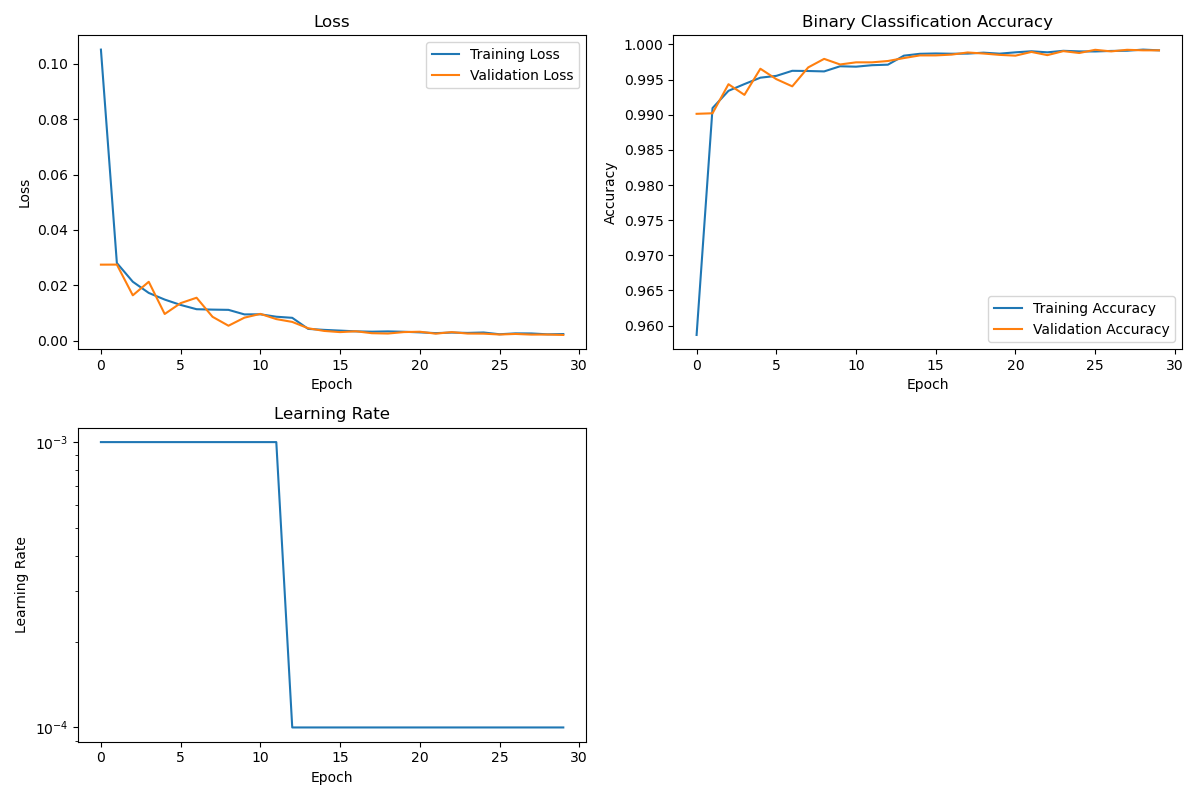 Loss
Training Loss
Validation Loss
0.10
0.08
0.06
0.04
0.02
0.00
Loss
0 5 10 15 20 25 30
Epoch
Binary Classification Accuracy
1.000
0.995
0.990
0.985
0.980
0.975
0.970
0.965
0.960
Accuracy
Training Accuracy
Validation Accuracy
0 5 10 15 20 25 30
Epoch
Learning Rate
10⁻³
10⁻⁴
Learning Rate
0 5 10 15 20 25 30
Epoch